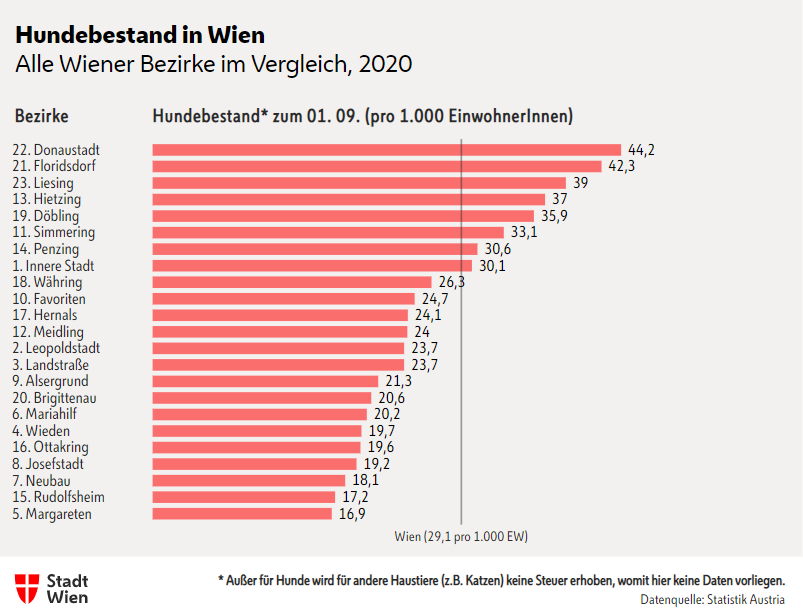 Hundebestand in Wien
Alle Wiener Bezirke im Vergleich, 2020
Bezirke Hundebestand* zum 01. 09. (pro 1.000 EinwohnerInnen)
22. Donaustadt 44,2
21. Floridsdorf 42,3
23. Liesing 39
13. Hietzing 37
19. Döbling 35,9
11. Simmering 33,1
14. Penzing 30,6
1. Innere Stadt 30,1
18. Währing 26,3
10. Favoriten 24,7
17. Hernals 24,1
12. Meidling 24
2. Leopoldstadt 23,7
3. Landstraße 23,7
9. Alsergrund 21,3
20. Brigittenau 20,6
6. Mariahilf 20,2
4. Wieden 19,7
16. Ottakring 19,6
8. Josefstadt 19,2
7. Neubau 18,1
15. Rudolfsheim 17,2
5. Margareten 16,9
Wien (29,1 pro 1.000 EW)
Stadt
Wien
* Außer für Hunde wird für andere Haustiere (z.B. Katzen) keine Steuer erhoben, womit hier keine Daten vorliegen.
Datenquelle: Statistik Austria